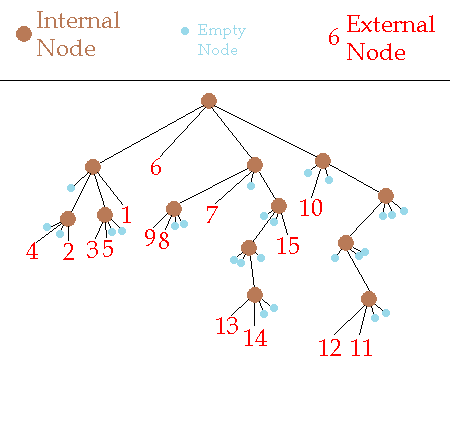 Internal
Node
Empty
Node
6 External
Node
6
1
4 2 3 5
9 8 7 15 10
13
14
12 11